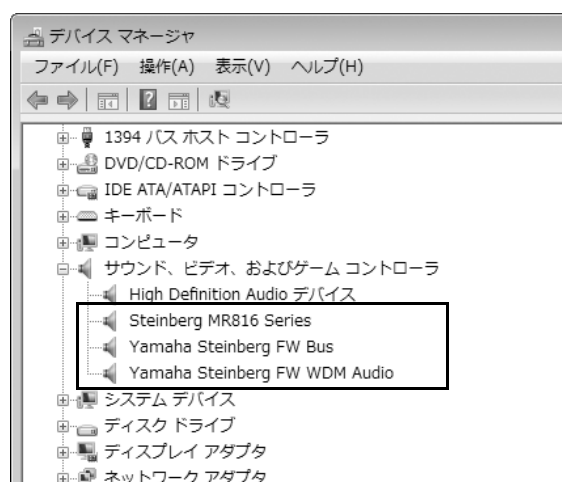 デバイス マネージャ
ファイル(F) 操作(A) 表示(V) ヘルプ(H)
1394 バス ホスト コントローラ
DVD/CD-ROM ドライブ
IDE ATA/ATAPI コントローラ
キーボード
コンピュータ
サウンド、ビデオ、およびゲーム コントローラ
High Definition Audio デバイス
Steinberg MR816 Series
Yamaha Steinberg FW Bus
Yamaha Steinberg FW WDM Audio
システム デバイス
ディスク ドライブ
ディスプレイ アダプタ
ネットワーク アダプタ